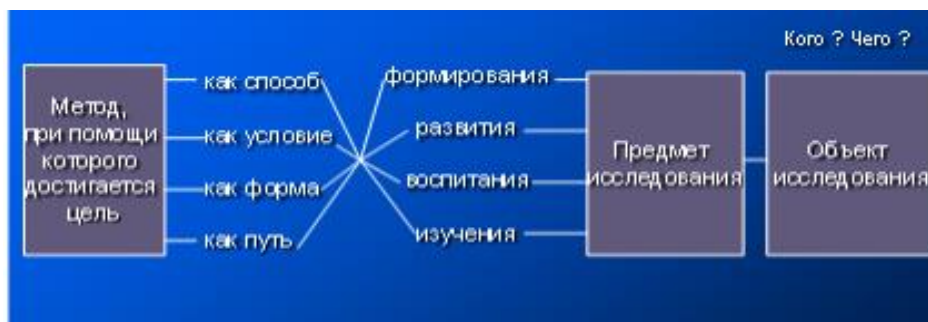 Кого ? Чего ?
Метод,
при помощи
которого
достигается
цель
как способ
как условие
как форма
как путь
формирования
развития
воспитания
изучения
Предмет
исследования
Объект
исследования